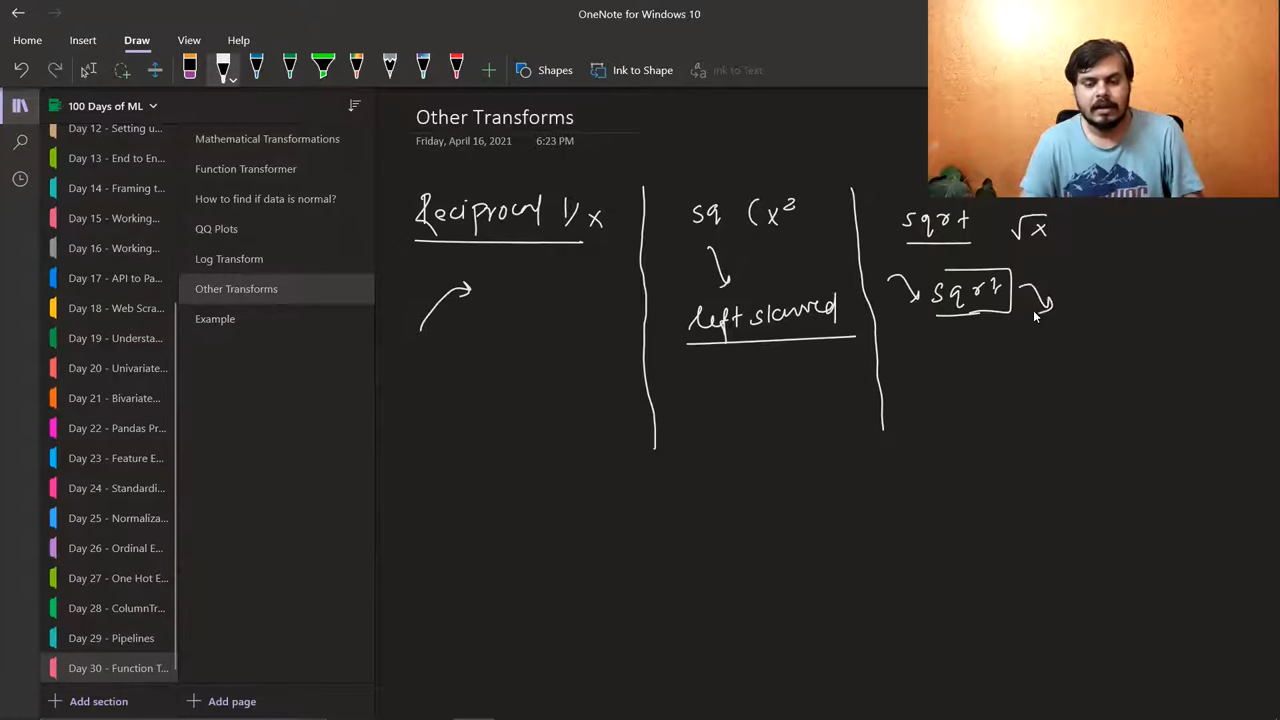 OneNote for Windows 10
Home Insert Draw View Help
Shapes Ink to Shape Ink to Text
100 Days of ML
Day 12 - Setting u...
Day 13 - End to En...
Day 14 - Framing t...
Day 15 - Working...
Day 16 - Working...
Day 17 - API to Pa...
Day 18 - Web Scra...
Day 19 - Understa...
Day 20 - Univariate...
Day 21 - Bivariate...
Day 22 - Pandas Pr...
Day 23 - Feature E...
Day 24 - Standardi...
Day 25 - Normaliza...
Day 26 - Ordinal E...
Day 27 - One Hot E...
Day 28 - ColumnTr...
Day 29 - Pipelines
Day 30 - Function T...
Add section
Mathematical Transformations
Function Transformer
How to find if data is normal?
QQ Plots
Log Transform
Other Transforms
Example
Add page
Other Transforms
Friday, April 16, 2021 6:23 PM
Reciprocal 1/x
sq (x²
left
sqrt √x
sqrt